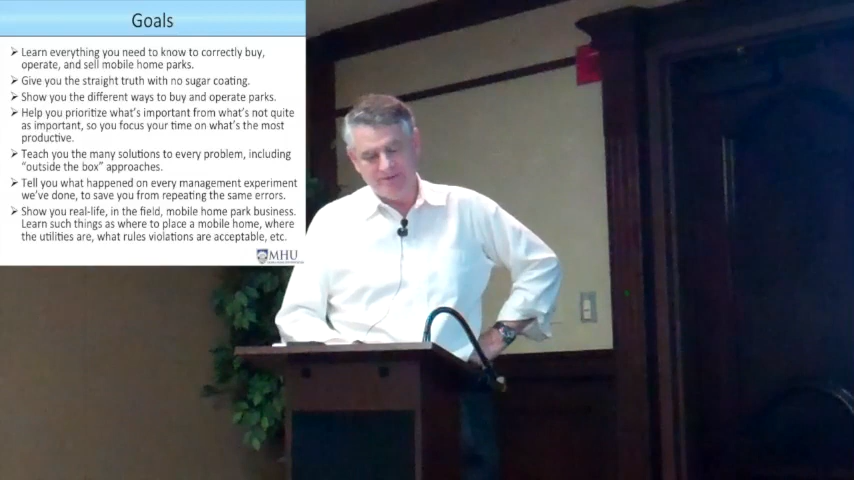 Goals
➢ Learn everything you need to know to correctly buy,
operate, and sell mobile home parks.
➢ Give you the straight truth with no sugar coating.
➢ Show you the different ways to buy and operate parks.
➢ Help you prioritize what's important from what's not quite
as important, so you focus your time on what's the most
productive.
➢ Teach you the many solutions to every problem, including
"outside the box" approaches.
➢ Tell you what happened on every management experiment
we've done, to save you from repeating the same errors.
➢ Show you real-life, in the field, mobile home park business.
Learn such things as where to place a mobile home, where
the utilities are, what rules violations are acceptable, etc.
MHU